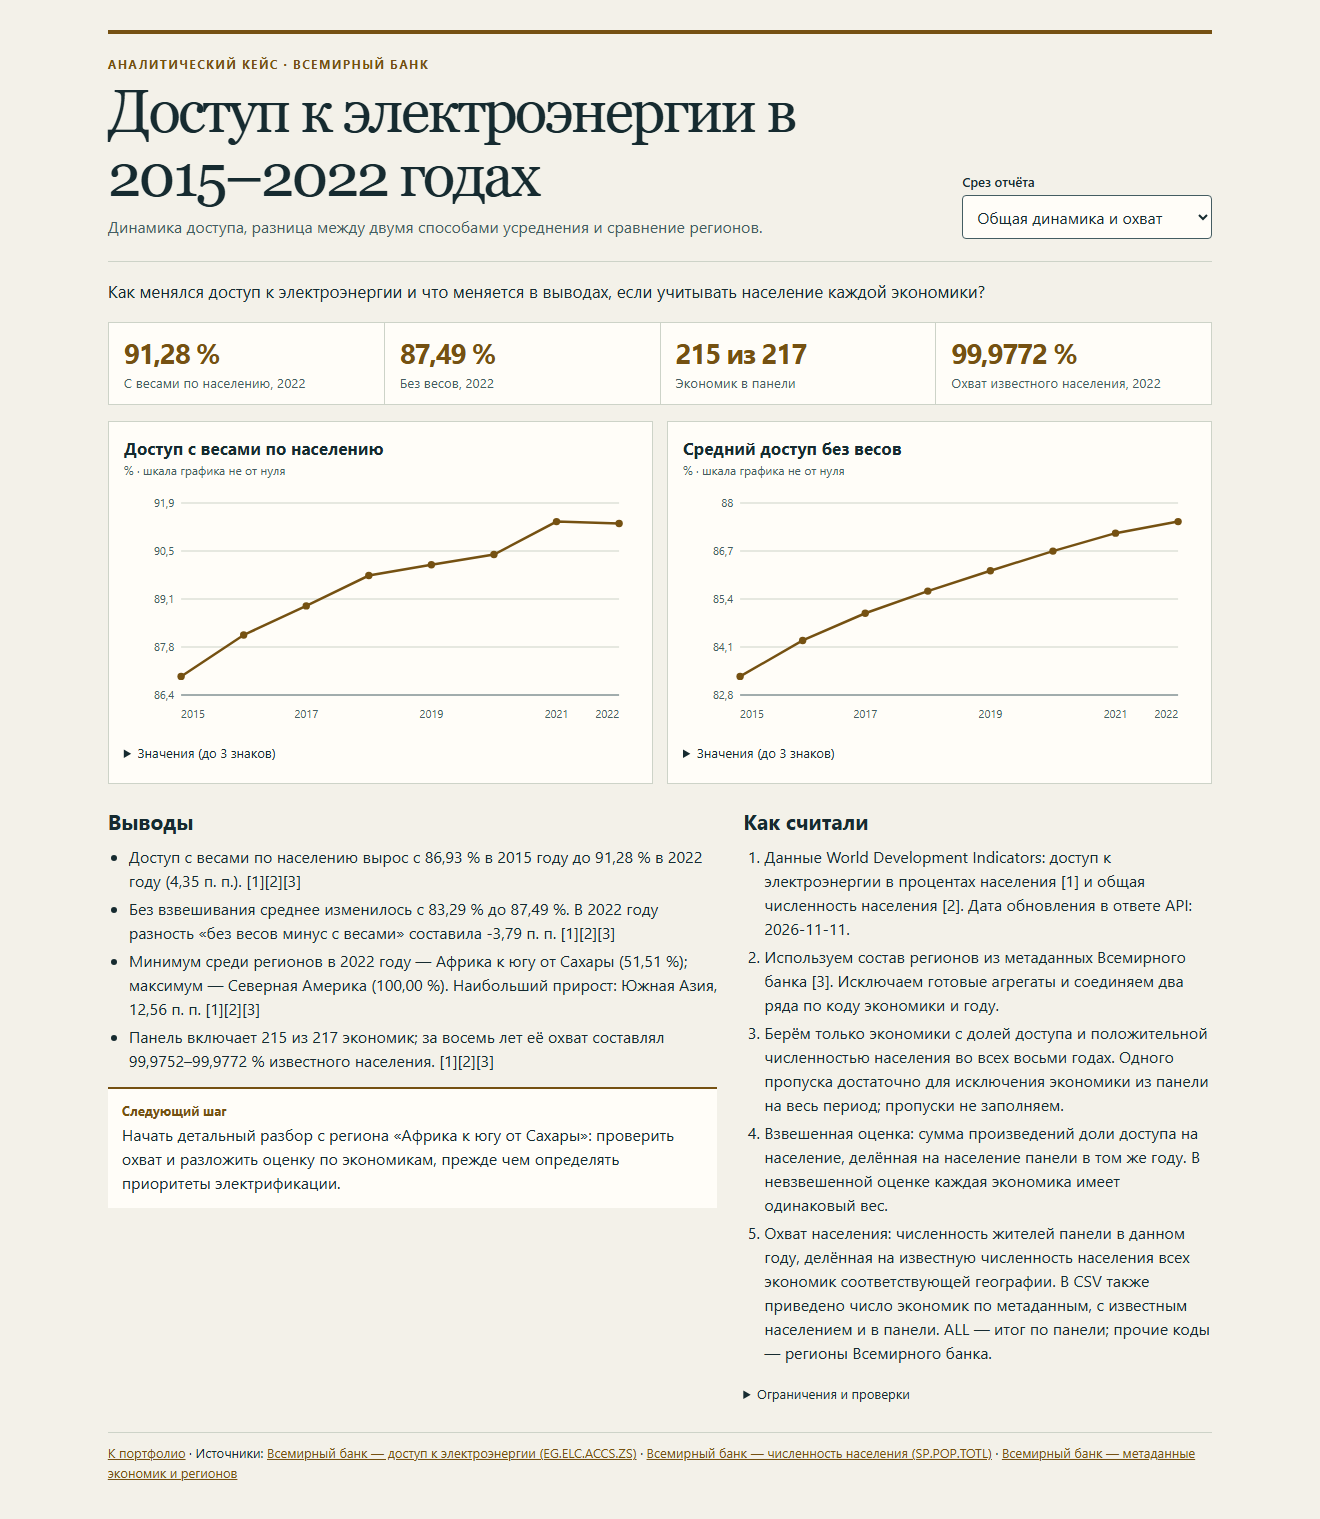 АНАЛИТИЧЕСКИЙ КЕЙС · ВСЕМИРНЫЙ БАНК
Доступ к электроэнергии в
2015—2022 годах
Динамика доступа, разница между двумя способами усреднения и сравнение регионов.
Срез отчёта
Общая динамика и охват
Как менялся доступ к электроэнергии и что меняется в выводах, если учитывать население каждой экономики?
91,28 %
С весами по населению, 2022
87,49 %
Без весов, 2022
215 из 217
Экономик в панели
99,9772 %
Охват известного населения, 2022
Доступ с весами по населению
% · шкала графика не от нуля
91,9
90,5
89,1
87,8
86,4
2015 2017 2019 2021 2022
▶ Значения (до 3 знаков)
Средний доступ без весов
% · шкала графика не от нуля
88
86,7
85,4
84,1
82,8
2015 2017 2019 2021 2022
▶ Значения (до 3 знаков)
Выводы
• Доступ с весами по населению вырос с 86,93 % в 2015 году до 91,28 % в 2022
году (4,35 п. п.). [1][2][3]
• Без взвешивания среднее изменилось с 83,29 % до 87,49 %. В 2022 году
разность «без весов минус с весами» составила -3,79 п. п. [1][2][3]
• Минимум среди регионов в 2022 году — Африка к югу от Сахары (51,51 %);
максимум — Северная Америка (100,00 %). Наибольший прирост: Южная Азия,
12,56 п. п. [1][2][3]
• Панель включает 215 из 217 экономик; за восемь лет её охват составлял
99,9752–99,9772 % известного населения. [1][2][3]
Следующий шаг
Начать детальный разбор с региона «Африка к югу от Сахары»: проверить
охват и разложить оценку по экономикам, прежде чем определять
приоритеты электрификации.
Как считали
1. Данные World Development Indicators: доступ к
электроэнергии в процентах населения [1] и общая
численность населения [2]. Дата обновления в ответе API:
2026-11-11.
2. Используем состав регионов из метаданных Всемирного
банка [3]. Исключаем готовые агрегаты и соединяем два
ряда по коду экономики и году.
3. Берём только экономики с долей доступа и положительной
численностью населения во всех восьми годах. Одного
пропуска достаточно для исключения экономики из панели
на весь период; пропуски не заполняем.
4. Взвешенная оценка: сумма произведений доли доступа на
население, делённая на население панели в том же году. В
невзвешенной оценке каждая экономика имеет
одинаковый вес.
5. Охват населения: численность жителей панели в данном
году, делённая на известную численность населения всех
экономик соответствующей географии. В CSV также
приведено число экономик по метаданным, с известным
населением и в панели. ALL — итог по панели; прочие коды
— регионы Всемирного банка.
▶ Ограничения и проверки
К портфолио · Источники: Всемирный банк — доступ к электроэнергии (EG.ELC.ACCS.ZS) · Всемирный банк — численность населения (SP.POP.TOTL) · Всемирный банк — метаданные
экономик и регионов